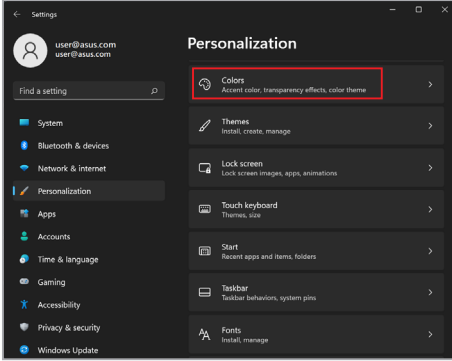 Settings
user@asus.com
user@asus.com
Find a setting
System
Bluetooth & devices
Network & internet
Personalization
Apps
Accounts
Time & language
Gaming
Accessibility
Privacy & security
Windows Update
Personalization
Colors
Accent color, transparency effects, color theme
Themes
Install, create, manage
Lock screen
Lock screen images, apps, animations
Touch keyboard
Themes, size
Start
Recent apps and items, folders
Taskbar
Taskbar behaviors, system pins
Fonts
Install, manage